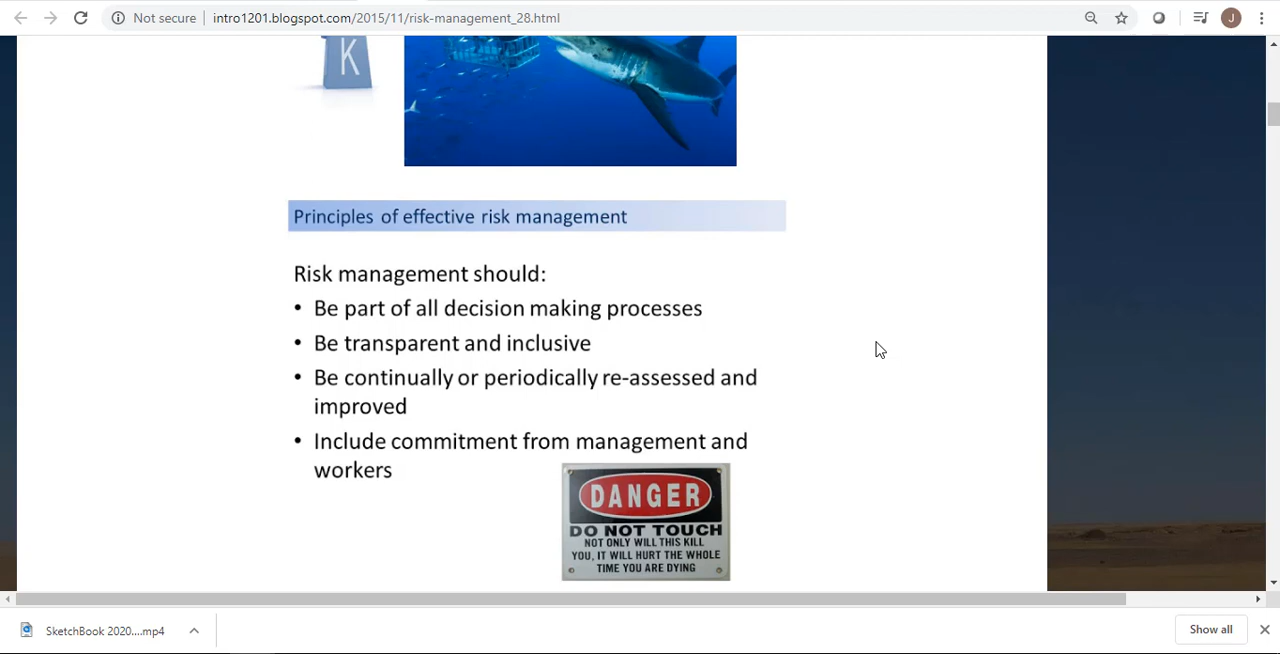 Not secure
intro1201.blogspot.com/2015/11/risk-management_28.html
J
K
Principles of effective risk management
Risk management should:
• Be part of all decision making processes
• Be transparent and inclusive
• Be continually or periodically re-assessed and
improved
• Include commitment from management and
workers
DANGER
DO NOT TOUCH
NOT ONLY WILL THIS KILL
YOU, IT WILL HURT THE WHOLE
TIME YOU ARE DYING
SketchBook 2020....mp4
Show all